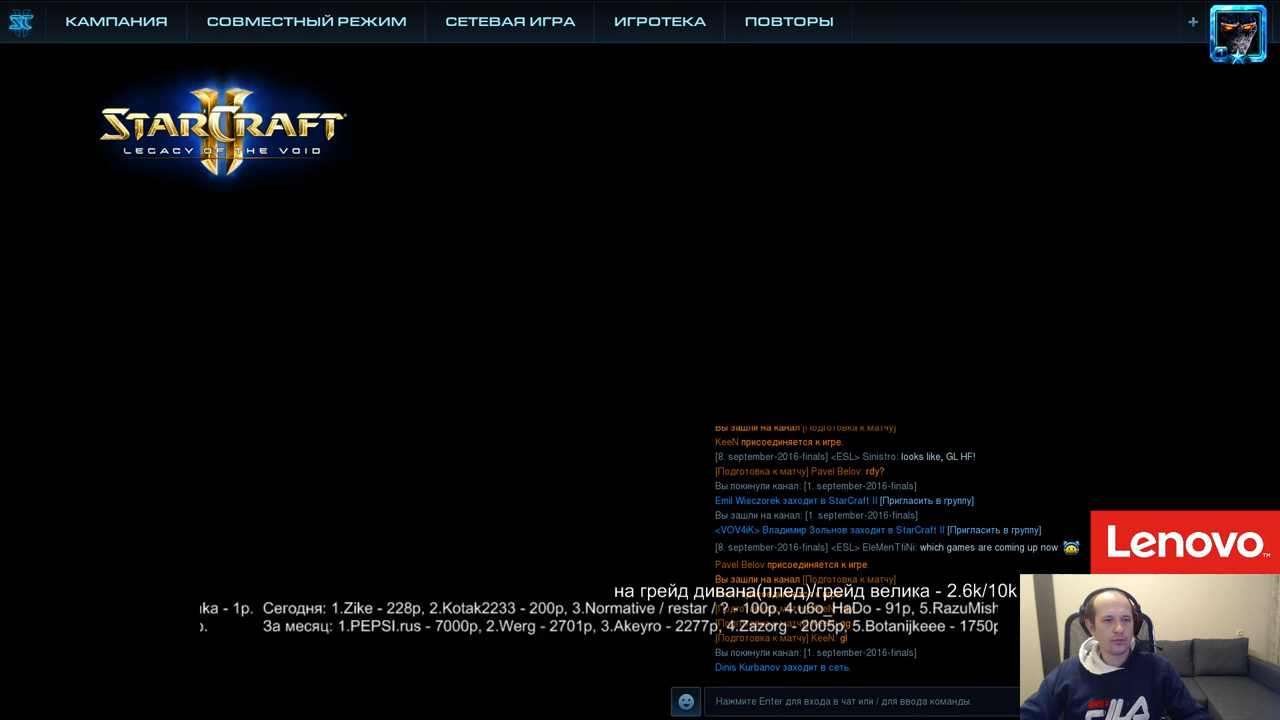 КАМПАНИЯ СОВМЕСТНЫЙ РЕЖИМ СЕТЕВАЯ ИГРА ИГРОТЕКА ПОВТОРЫ
STARCRAFT
II
LEGACY OF THE VOID
Вы зашли на канал [Подготовка к матчу]
KeeN присоединяется к игре.
[8. september-2016-finals] <ESL> Sinistro: looks like, GL HF!
[Подготовка к матчу] Pavel Belov: rdy?
Вы покинули канал: [1. september-2016-finals]
Emil Wieczorek заходит в StarCraft II [Пригласить в группу]
Вы зашли на канал: [1. september-2016-finals]
<VOV4iK> Владимир Зольнов заходит в StarCraft II [Пригласить в группу]
[8. september-2016-finals] <ESL> EleMenTfiNi: which games are coming up now
Pavel Belov присоединяется к игре.
Вы зашли на канал [Подготовка к матчу]
на грейд дивана(плед)/грейд велика - 2.6k/10k
ка - 1р. Сегодня: 1.Zike - 228р, 2.Kotak2233 - 200р, 3.Normative / restar / ? - 100р, 4.u6o_HaDo - 91р, 5.RazuMish
р. За месяц: 1.PEPSI.rus - 7000р, 2.Werg - 2701р, 3.Akeyro - 2277р, 4.Zazorg - 2005р, 5.Botanijkeee - 1750р
[Подготовка к матчу] KeeN: gl
Вы покинули канал: [1. september-2016-finals]
Dinis Kurbanov заходит в сеть.
Нажмите Enter для входа в чат или / для ввода команды.
Lenovo
FILA